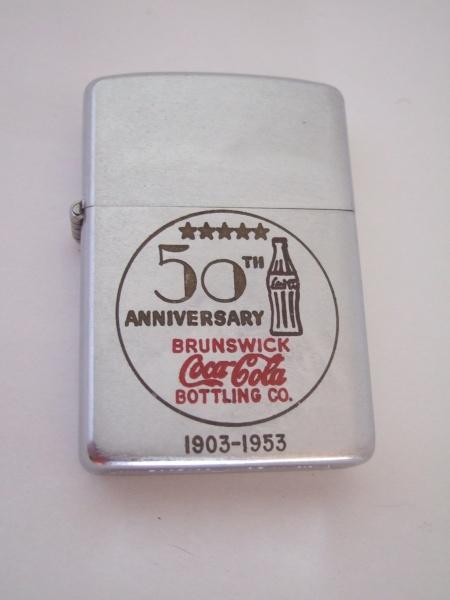 50TH
ANNIVERSARY
BRUNSWICK
Coca-Cola
BOTTLING CO.
1903-1953